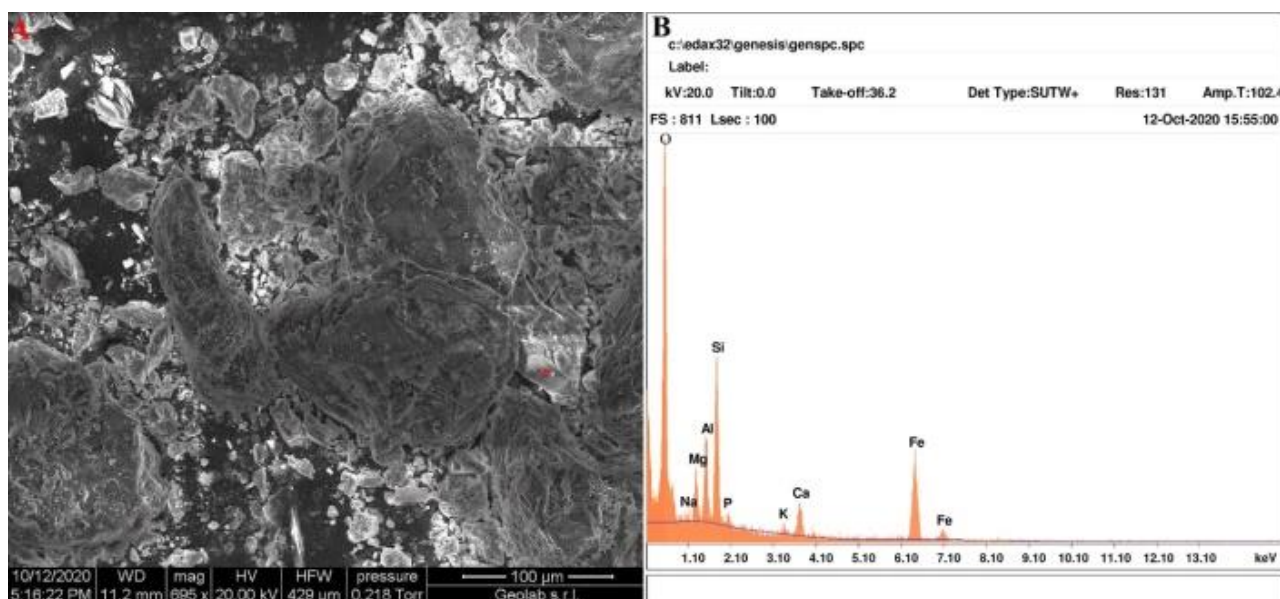 A
10/12/2020 WD mag HV HFW pressure 100 µm
5:16:22 PM 11.2 mm 695 x 20.00 kV 429 µm 0.218 Torr Geolab s.r.l.
B
c:\edax32\genesis\genspc.spc
Label:
kV:20.0 Tilt:0.0 Take-off:36.2 Det Type:SUTW+ Res:131 Amp.T:102.4
FS : 811 Lsec : 100 12-Oct-2020 15:55:00
O
Si
Al
Mg
Na
P
K
Ca
Fe
Fe
1.10 2.10 3.10 4.10 5.10 6.10 7.10 8.10 9.10 10.10 11.10 12.10 13.10 keV